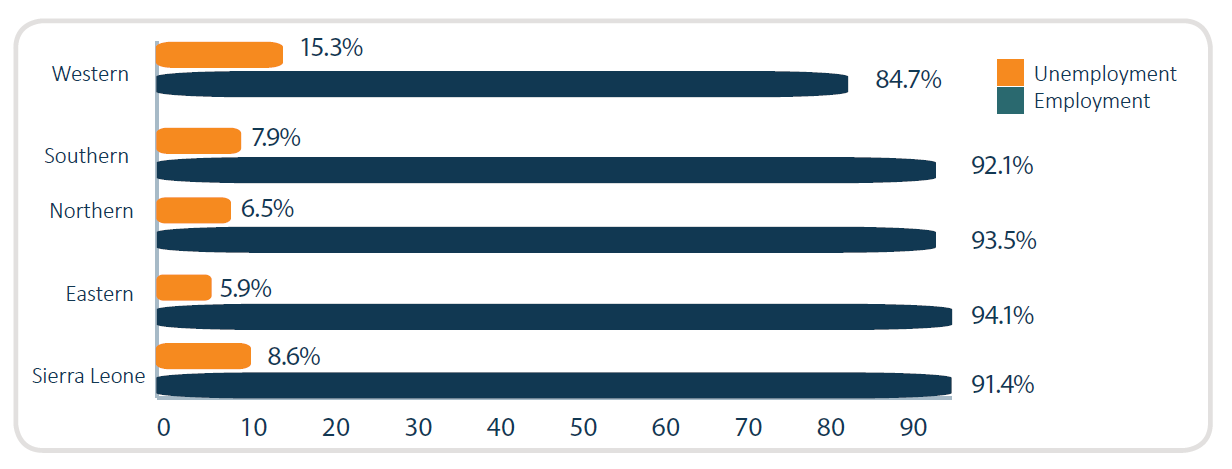 15.3%
Western
84.7%
Unemployment
Employment
7.9%
Southern
92.1%
6.5%
Northern
93.5%
5.9%
Eastern
94.1%
8.6%
Sierra Leone
91.4%
0 10 20 30 40 50 60 70 80 90